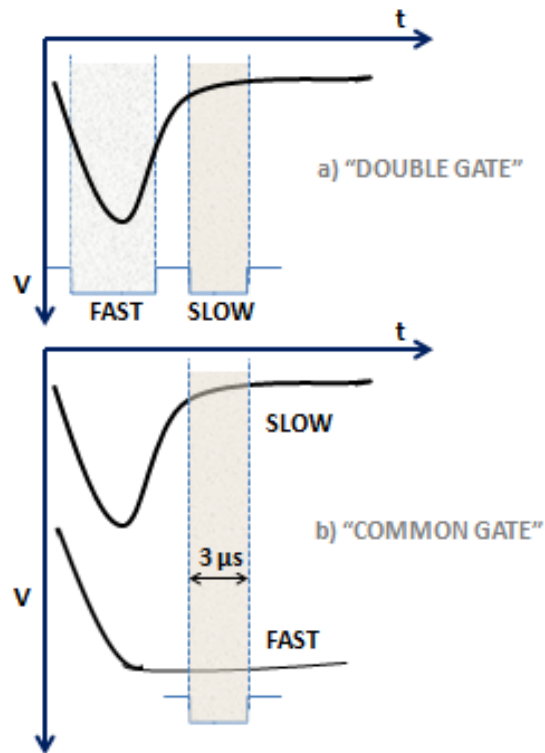 t
a) “DOUBLE GATE”
V
FAST
SLOW
t
SLOW
b) “COMMON GATE”
3 μs
V
FAST